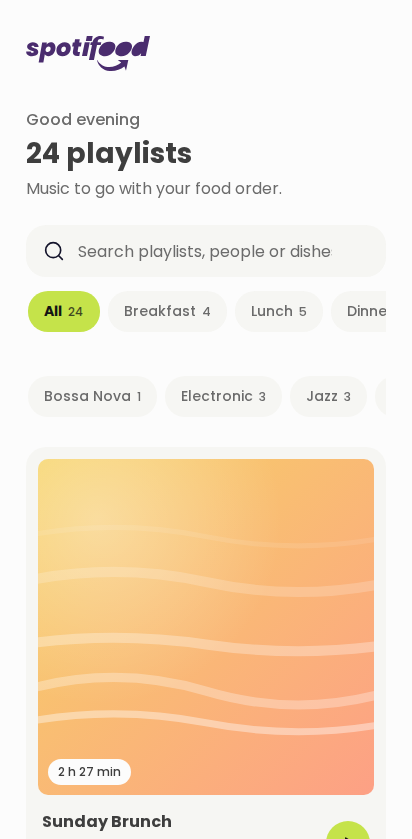 spotifood
Good evening
24 playlists
Music to go with your food order.
Search playlists, people or dishe
All 24 Breakfast 4 Lunch 5 Dinne
Bossa Nova 1 Electronic 3 Jazz 3
2 h 27 min
Sunday Brunch